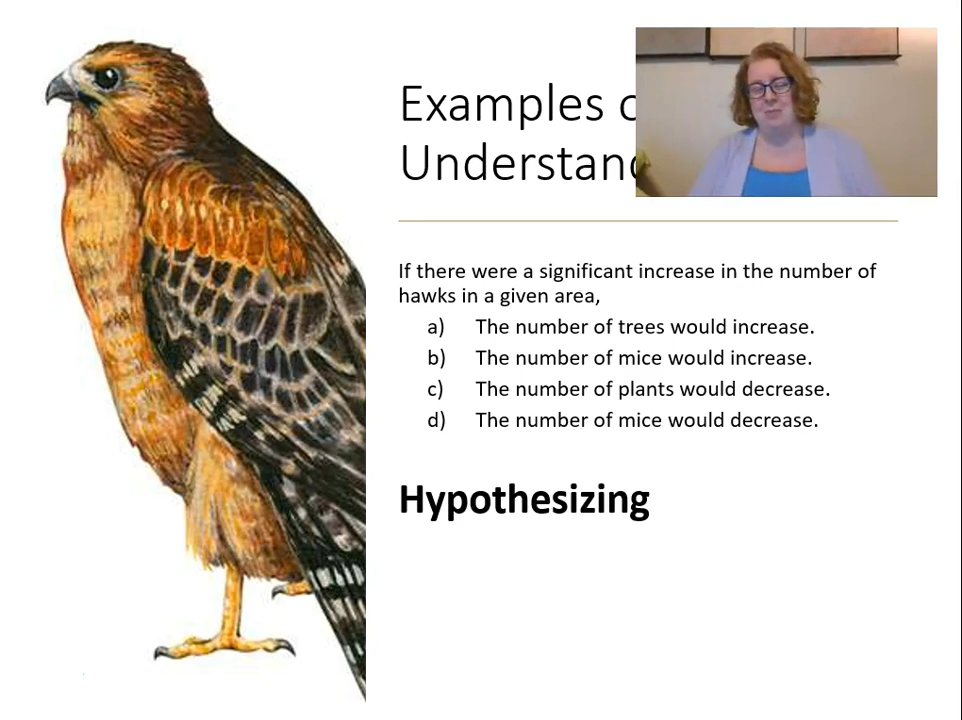 Examples
Understand
If there were a significant increase in the number of
hawks in a given area,
a) The number of trees would increase.
b) The number of mice would increase.
c) The number of plants would decrease.
d) The number of mice would decrease.
Hypothesizing